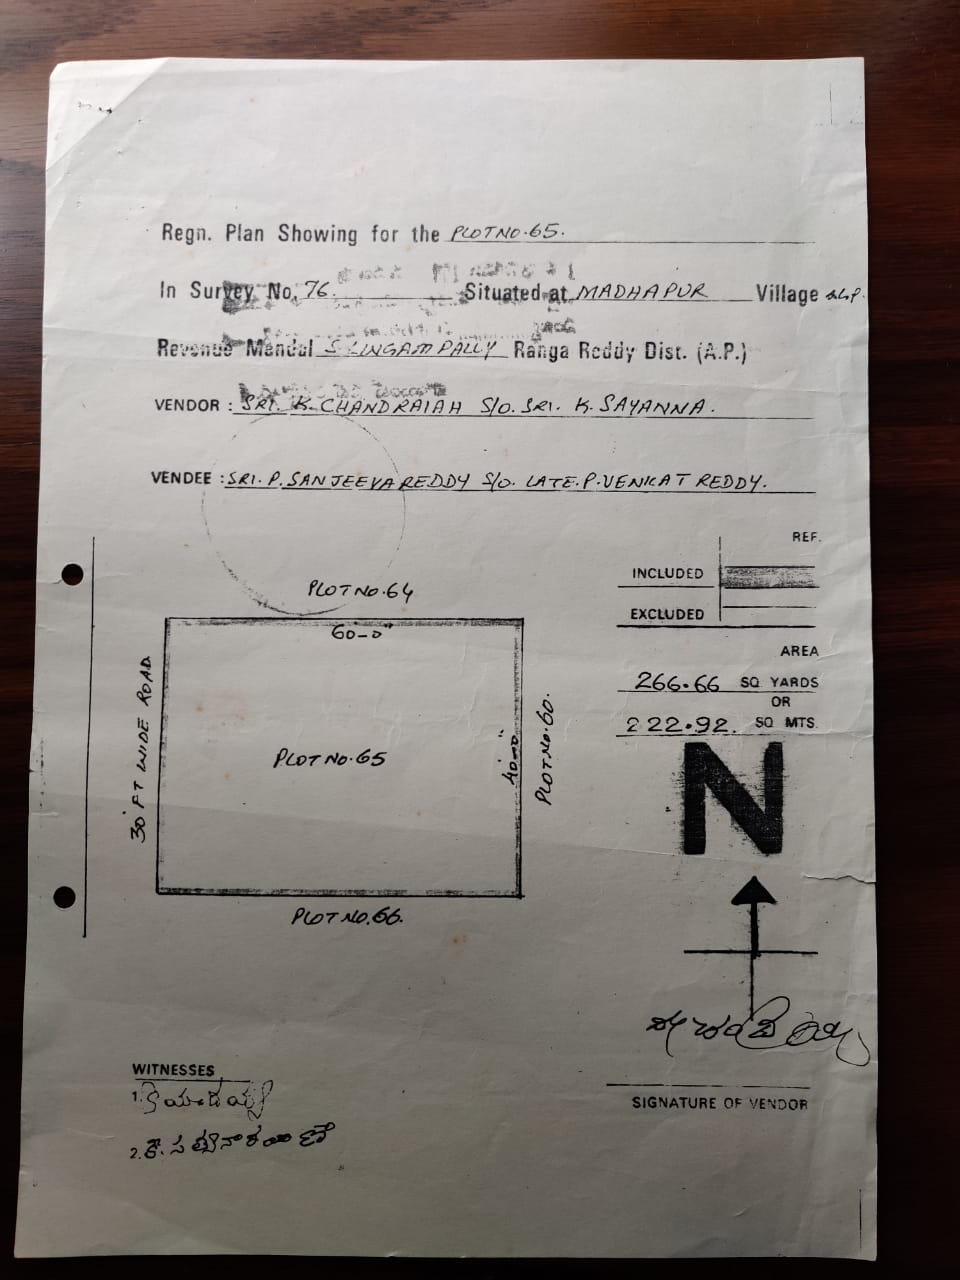 Regn. Plan Showing for the PLOT NO. 65.
In Survey No. 76. Situated at MADHAPUR Village
Revenue Mandal S LINGAMPALLY Ranga Reddy Dist. (A.P.)
VENDOR : SRI. K. CHANDRAIAH S/O. SRI. K. SAYANNA.
VENDEE : SRI. P. SANJEEVA REDDY S/O. LATE. P. VENKAT REDDY.
REF.
INCLUDED
EXCLUDED
AREA
266.66 SQ. YARDS
OR
222.92. SQ. MTS.
N
PLOT NO. 64
60'-0"
30' FT WIDE ROAD
PLOT NO. 65
40'-0"
PLOT NO. 60.
PLOT NO. 66.
SIGNATURE OF VENDOR
WITNESSES
1.
2. కె. సత్యనారాయణ